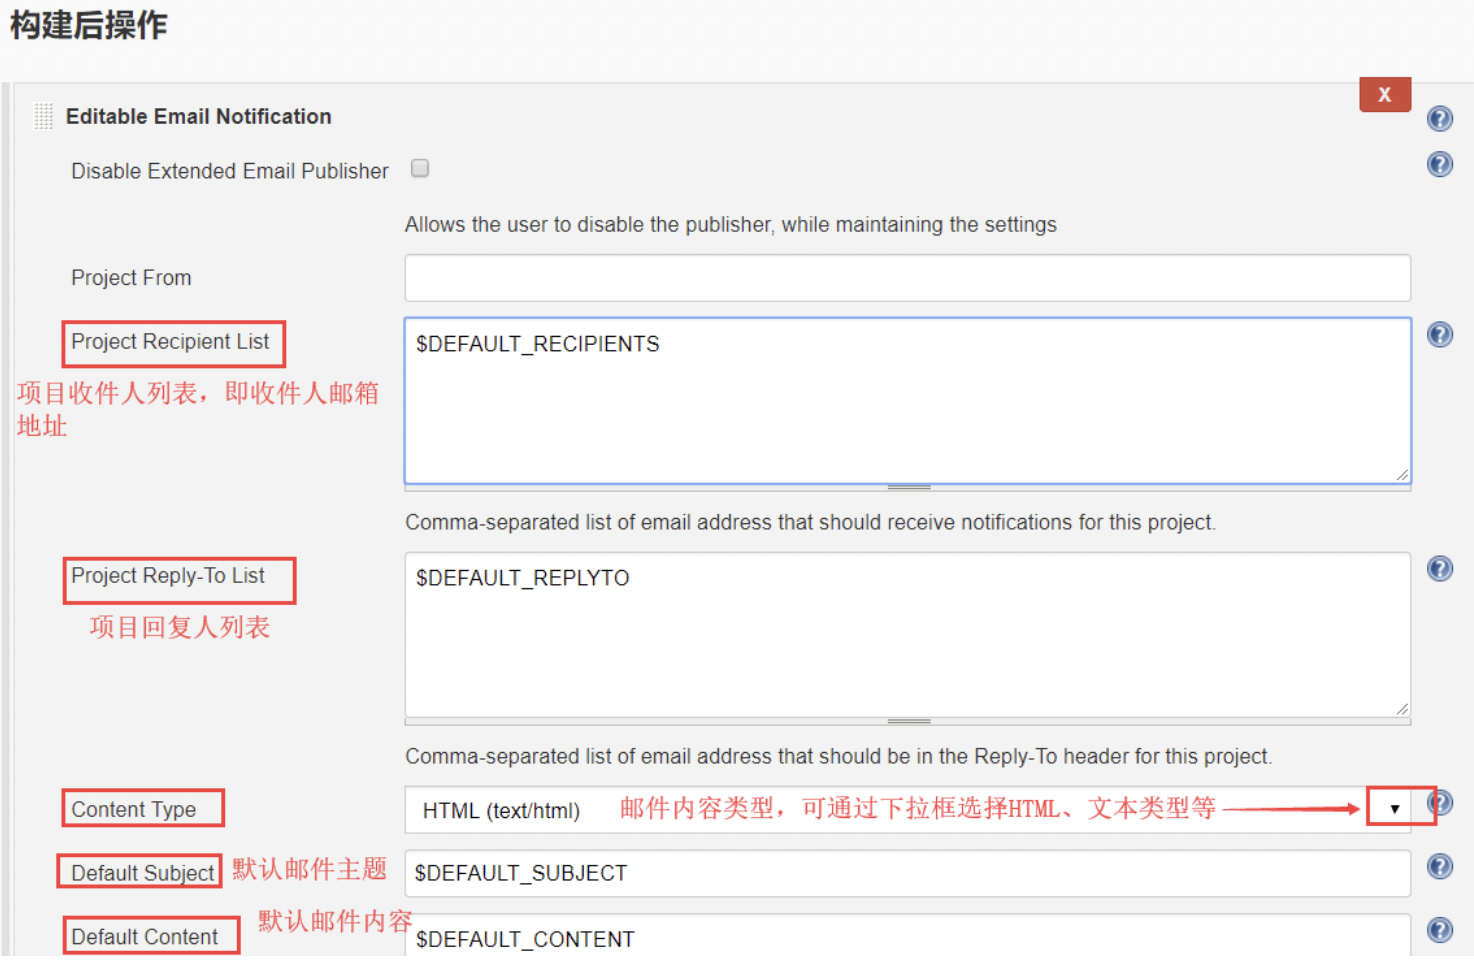 构建后操作
X
Editable Email Notification
Disable Extended Email Publisher
Allows the user to disable the publisher, while maintaining the settings
Project From
Project Recipient List
$DEFAULT_RECIPIENTS
项目收件人列表，即收件人邮箱
地址
Comma-separated list of email address that should receive notifications for this project.
Project Reply-To List
$DEFAULT_REPLYTO
项目回复人列表
Comma-separated list of email address that should be in the Reply-To header for this project.
Content Type
HTML (text/html)
邮件内容类型，可通过下拉框选择HTML、文本类型等
Default Subject
默认邮件主题
$DEFAULT_SUBJECT
Default Content
默认邮件内容
$DEFAULT_CONTENT